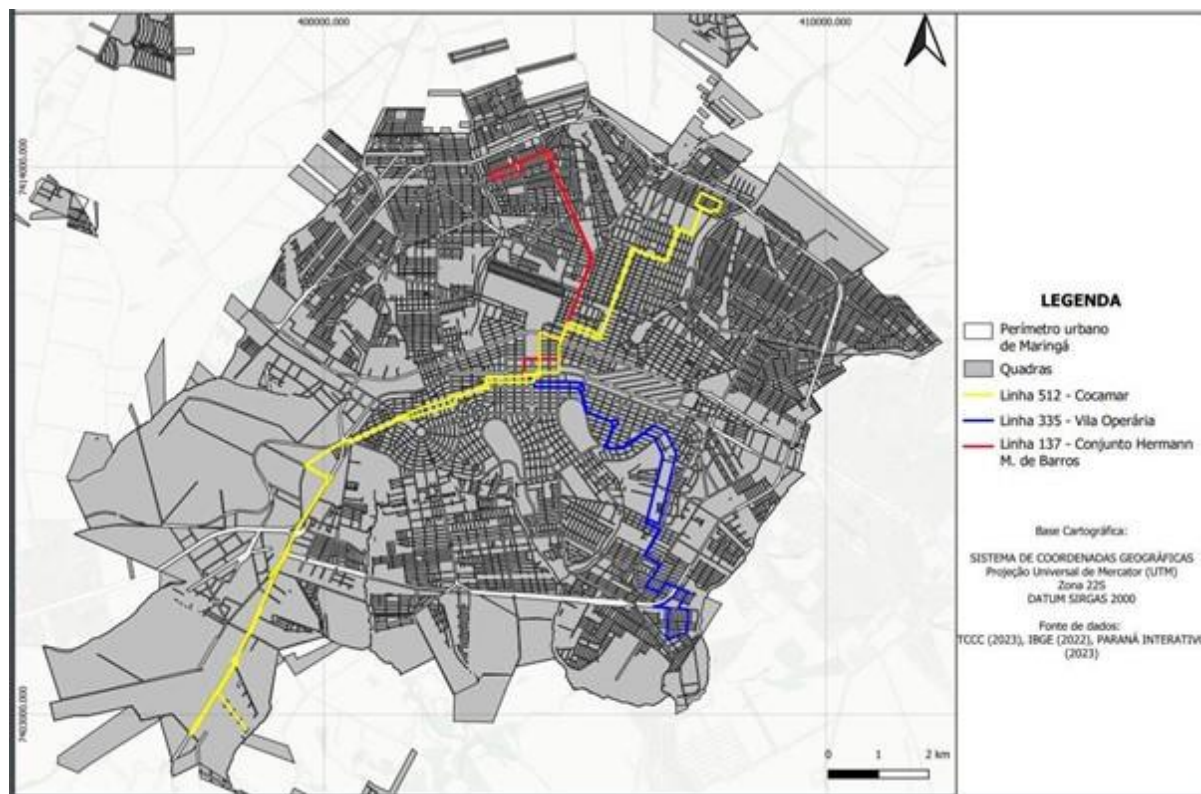 400000.000
410000.000
7414000.000
7403000.000
LEGENDA
Perímetro urbano
de Maringá
Quadras
Linha 512 - Cocamar
Linha 335 - Vila Operária
Linha 137 - Conjunto Hermann
M. de Barros
Base Cartográfica:
SISTEMA DE COORDENADAS GEOGRÁFICAS
Projeção Universal de Mercator (UTM)
Zona 22S
DATUM SIRGAS 2000
Fonte de dados:
TCCC (2023), IBGE (2022), PARANÁ INTERATIVO
(2023)
0 1 2 km